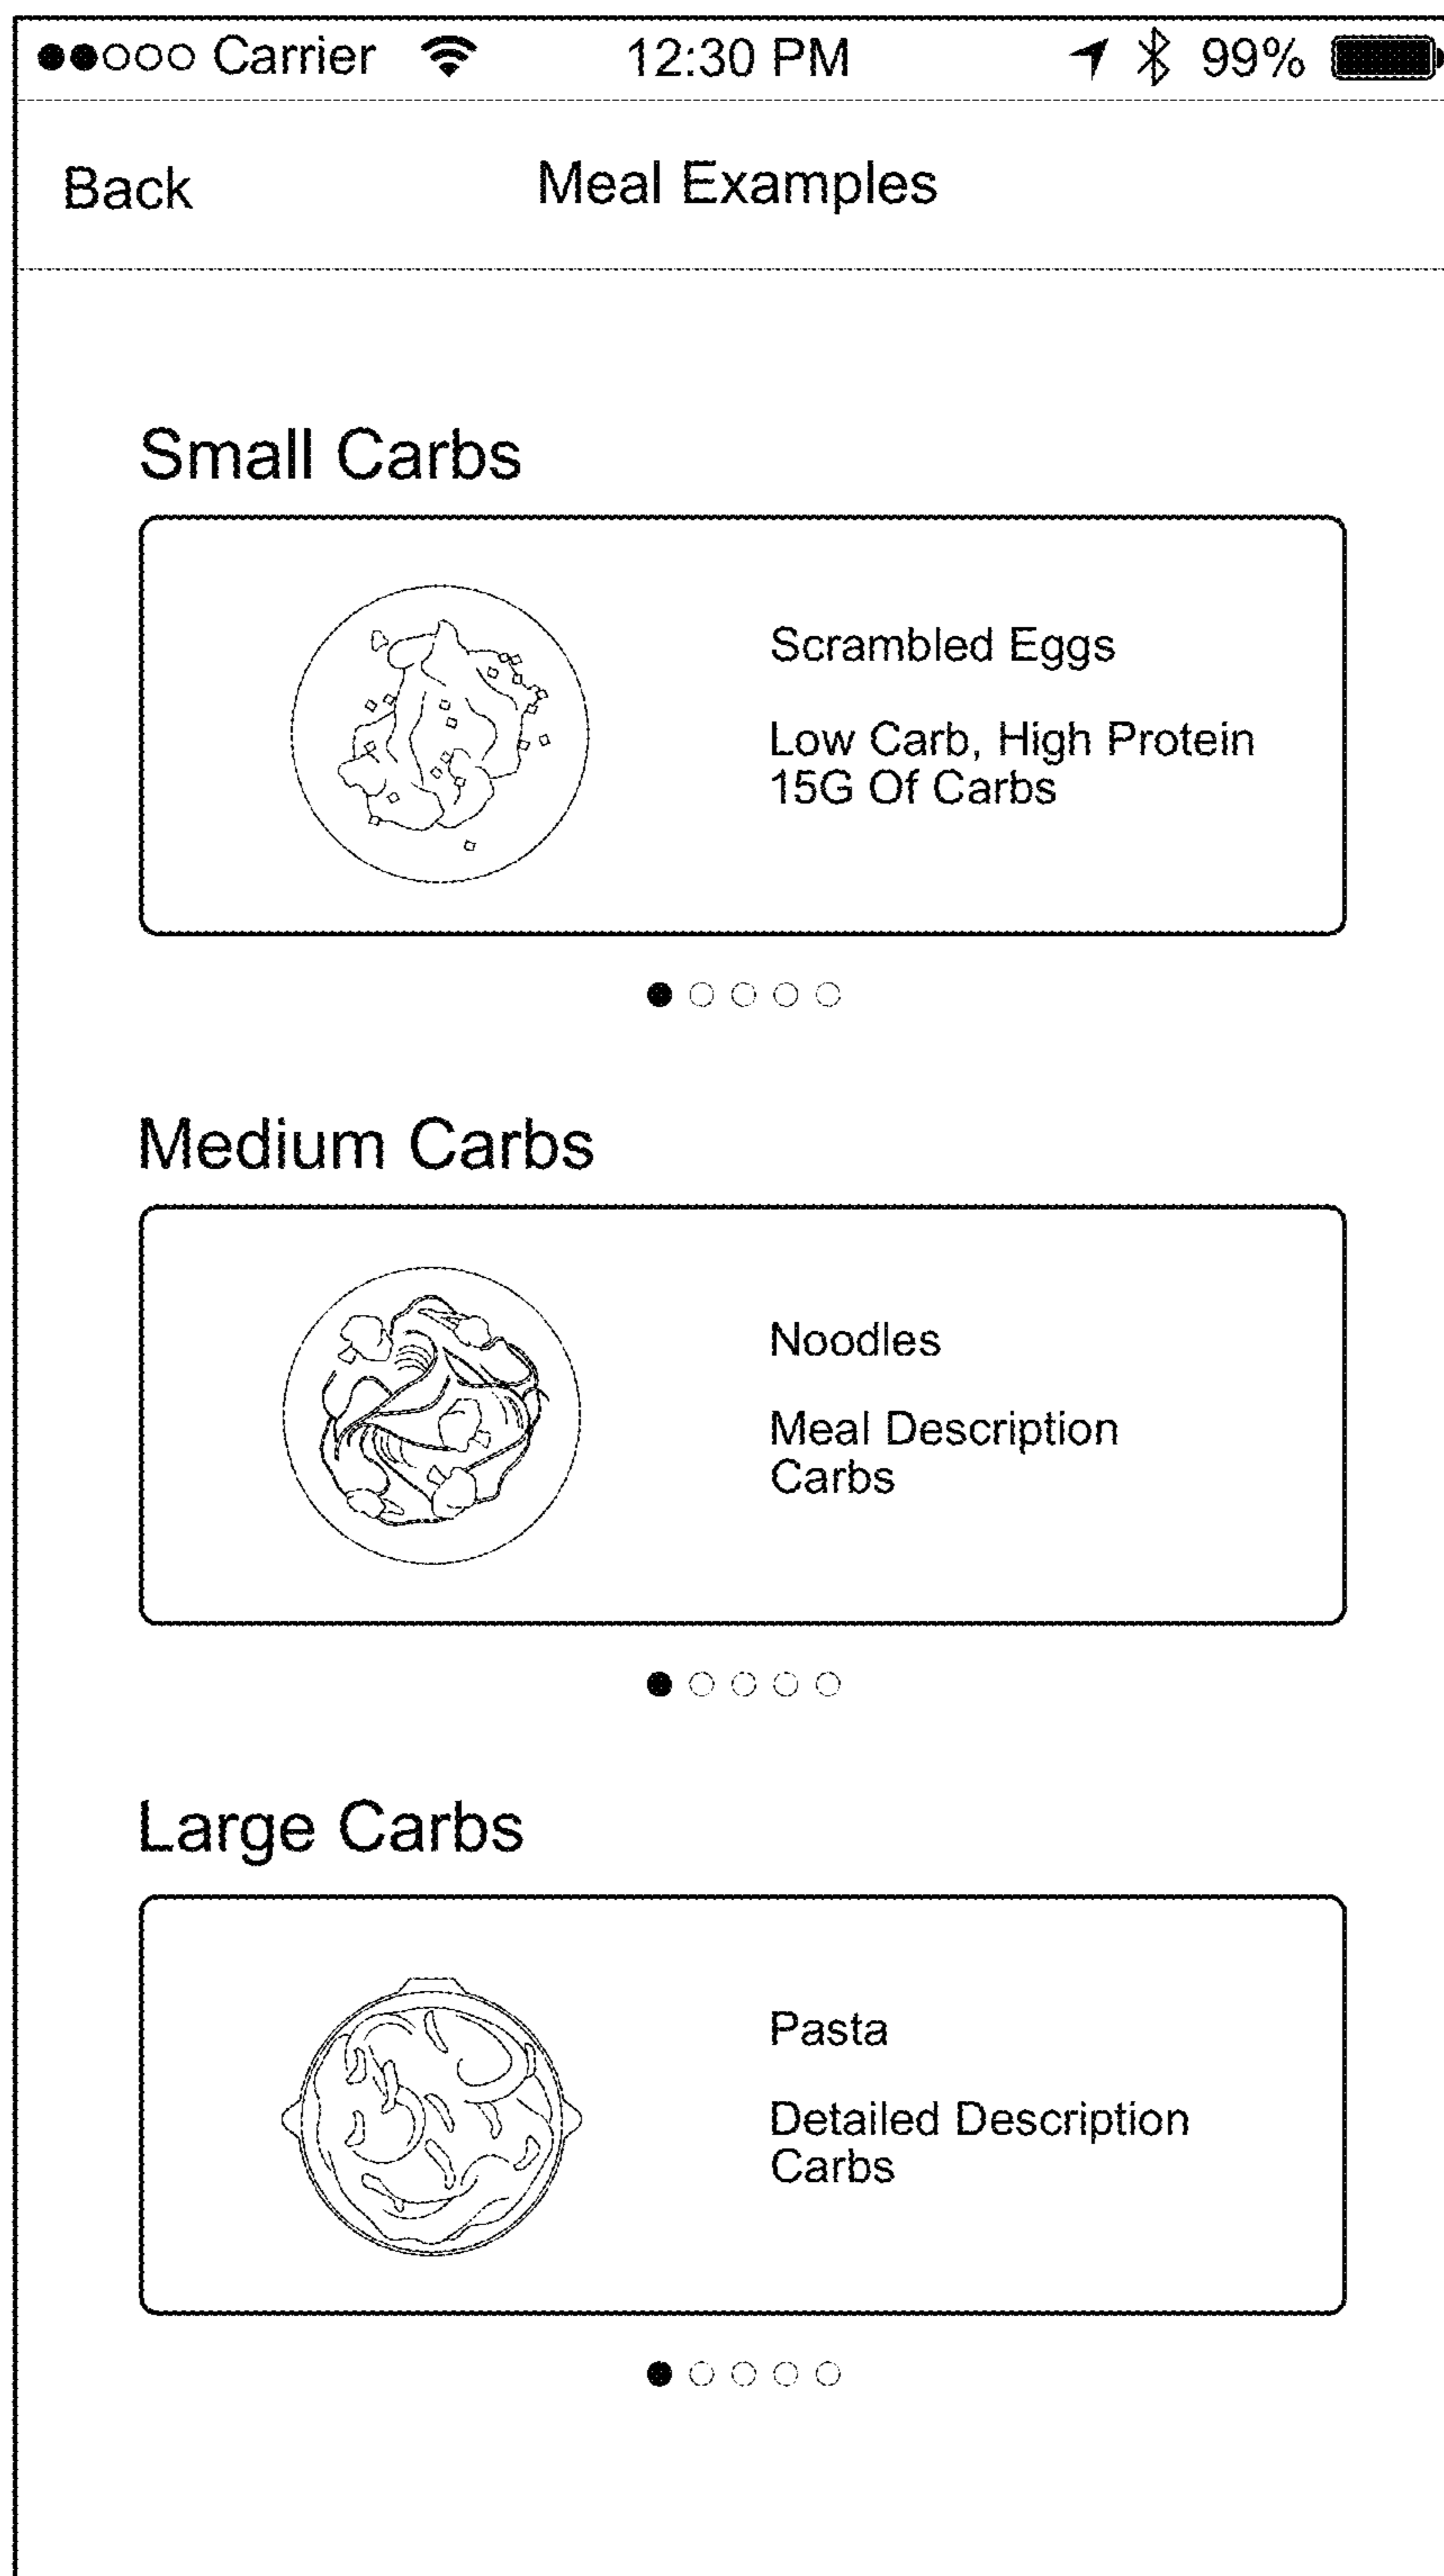 Carrier 12:30 PM 99%
Back Meal Examples
Small Carbs
Scrambled Eggs
Low Carb, High Protein
15G Of Carbs
Medium Carbs
Noodles
Meal Description
Carbs
Large Carbs
Pasta
Detailed Description
Carbs